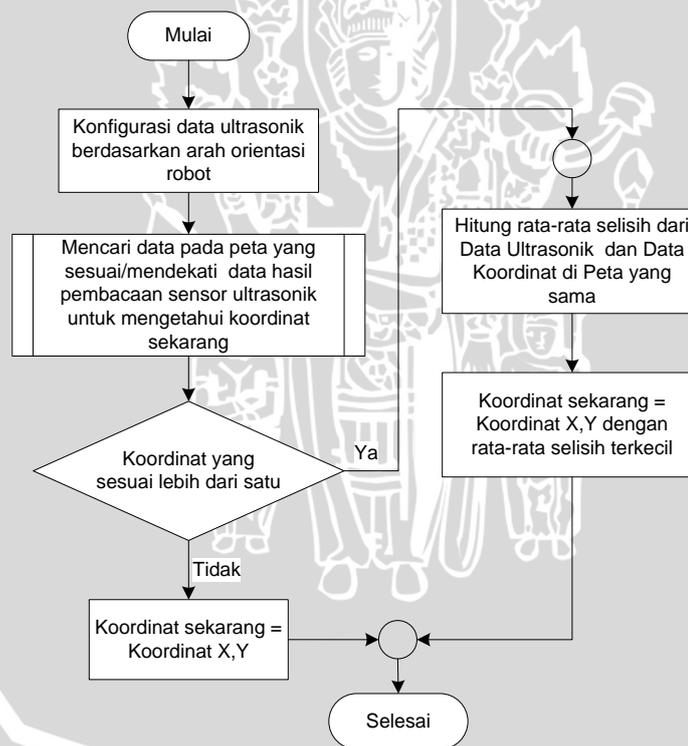 Mulai
Konfigurasi data ultrasonik
berdasarkan arah orientasi
robot
Mencari data pada peta yang
sesuai/mendekati data hasil
pembacaan sensor ultrasonik
untuk mengetahui koordinat
sekarang
Koordinat yang
sesuai lebih dari satu
Ya
Tidak
Koordinat sekarang =
Koordinat X,Y
Hitung rata-rata selisih dari
Data Ultrasonik dan Data
Koordinat di Peta yang
sama
Koordinat sekarang =
Koordinat X,Y dengan
rata-rata selisih terkecil
Selesai